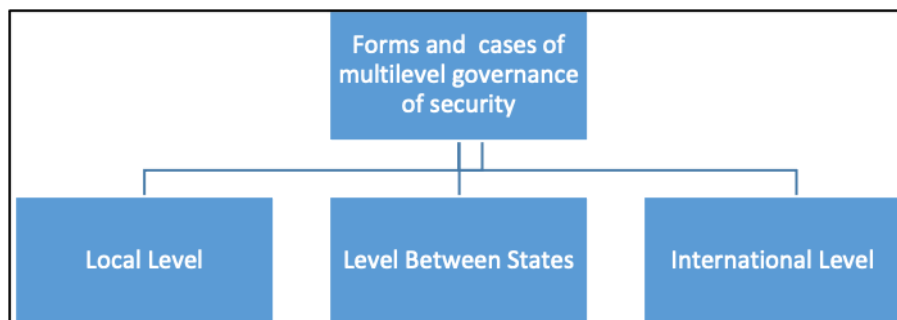 Forms and cases of
multilevel governance
of security
Local Level
Level Between States
International Level